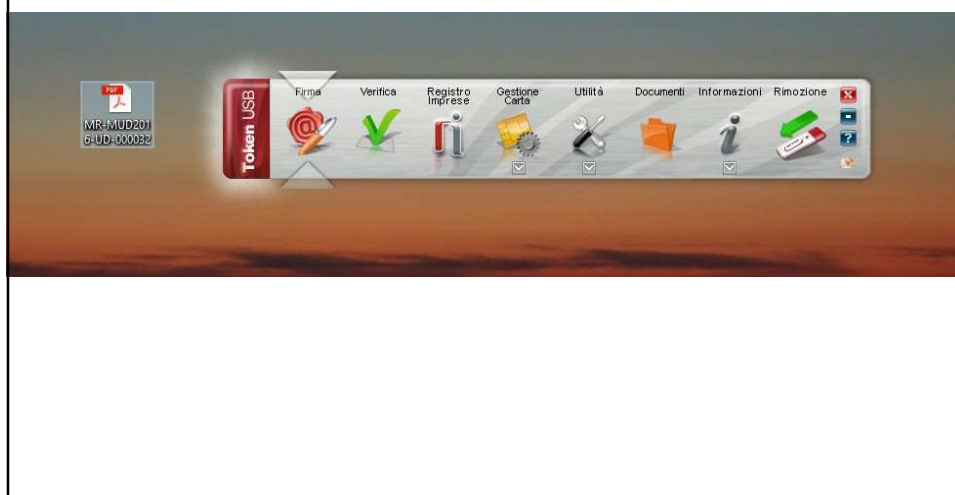 PDF
MR-MUD201
6-UD-000032
Token USB
Firma
Verifica
Registro
Imprese
Gestione
Carta
Utilità
Documenti
Informazioni
Rimozione